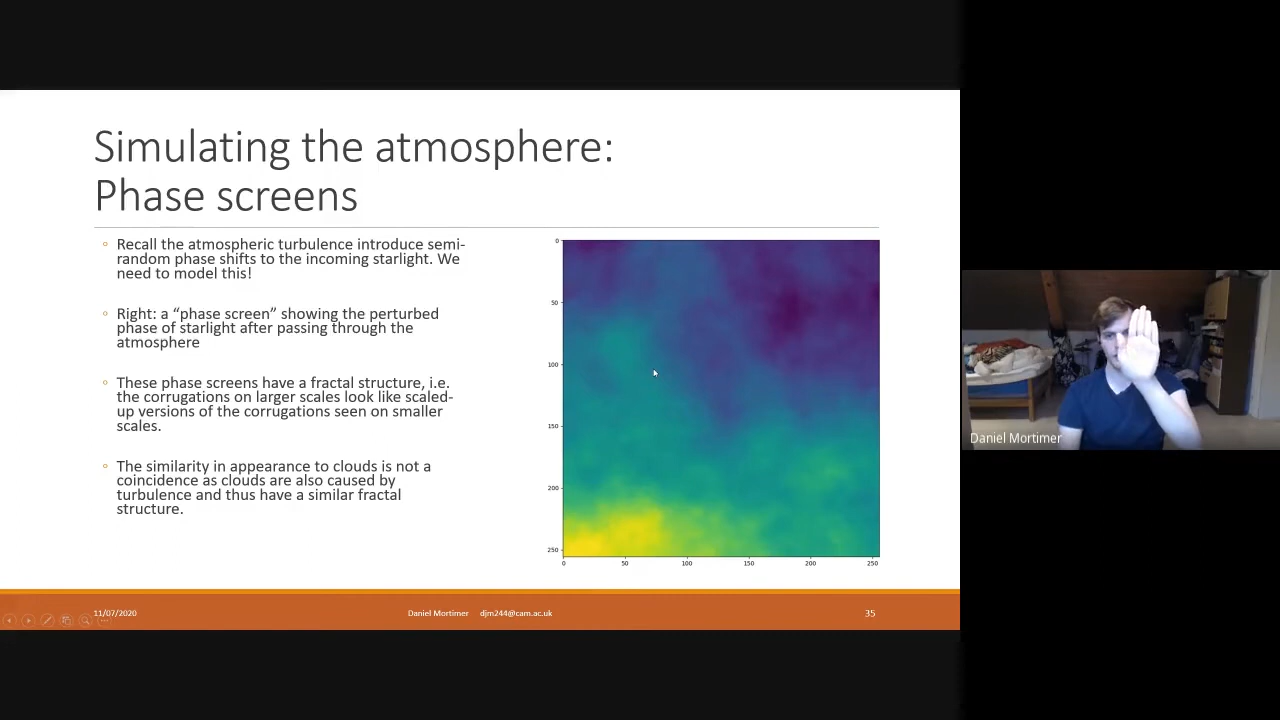 Simulating the atmosphere:
Phase screens
◦ Recall the atmospheric turbulence introduce semi-
random phase shifts to the incoming starlight. We
need to model this!
◦ Right: a “phase screen” showing the perturbed
phase of starlight after passing through the
atmosphere
◦ These phase screens have a fractal structure, i.e.
the corrugations on larger scales look like scaled-
up versions of the corrugations seen on smaller
scales.
◦ The similarity in appearance to clouds is not a
coincidence as clouds are also caused by
turbulence and thus have a similar fractal
structure.
0
50
100
150
200
250
0 50 100 150 200 250
Daniel Mortimer
11/07/2020 Daniel Mortimer djm244@cam.ac.uk 35